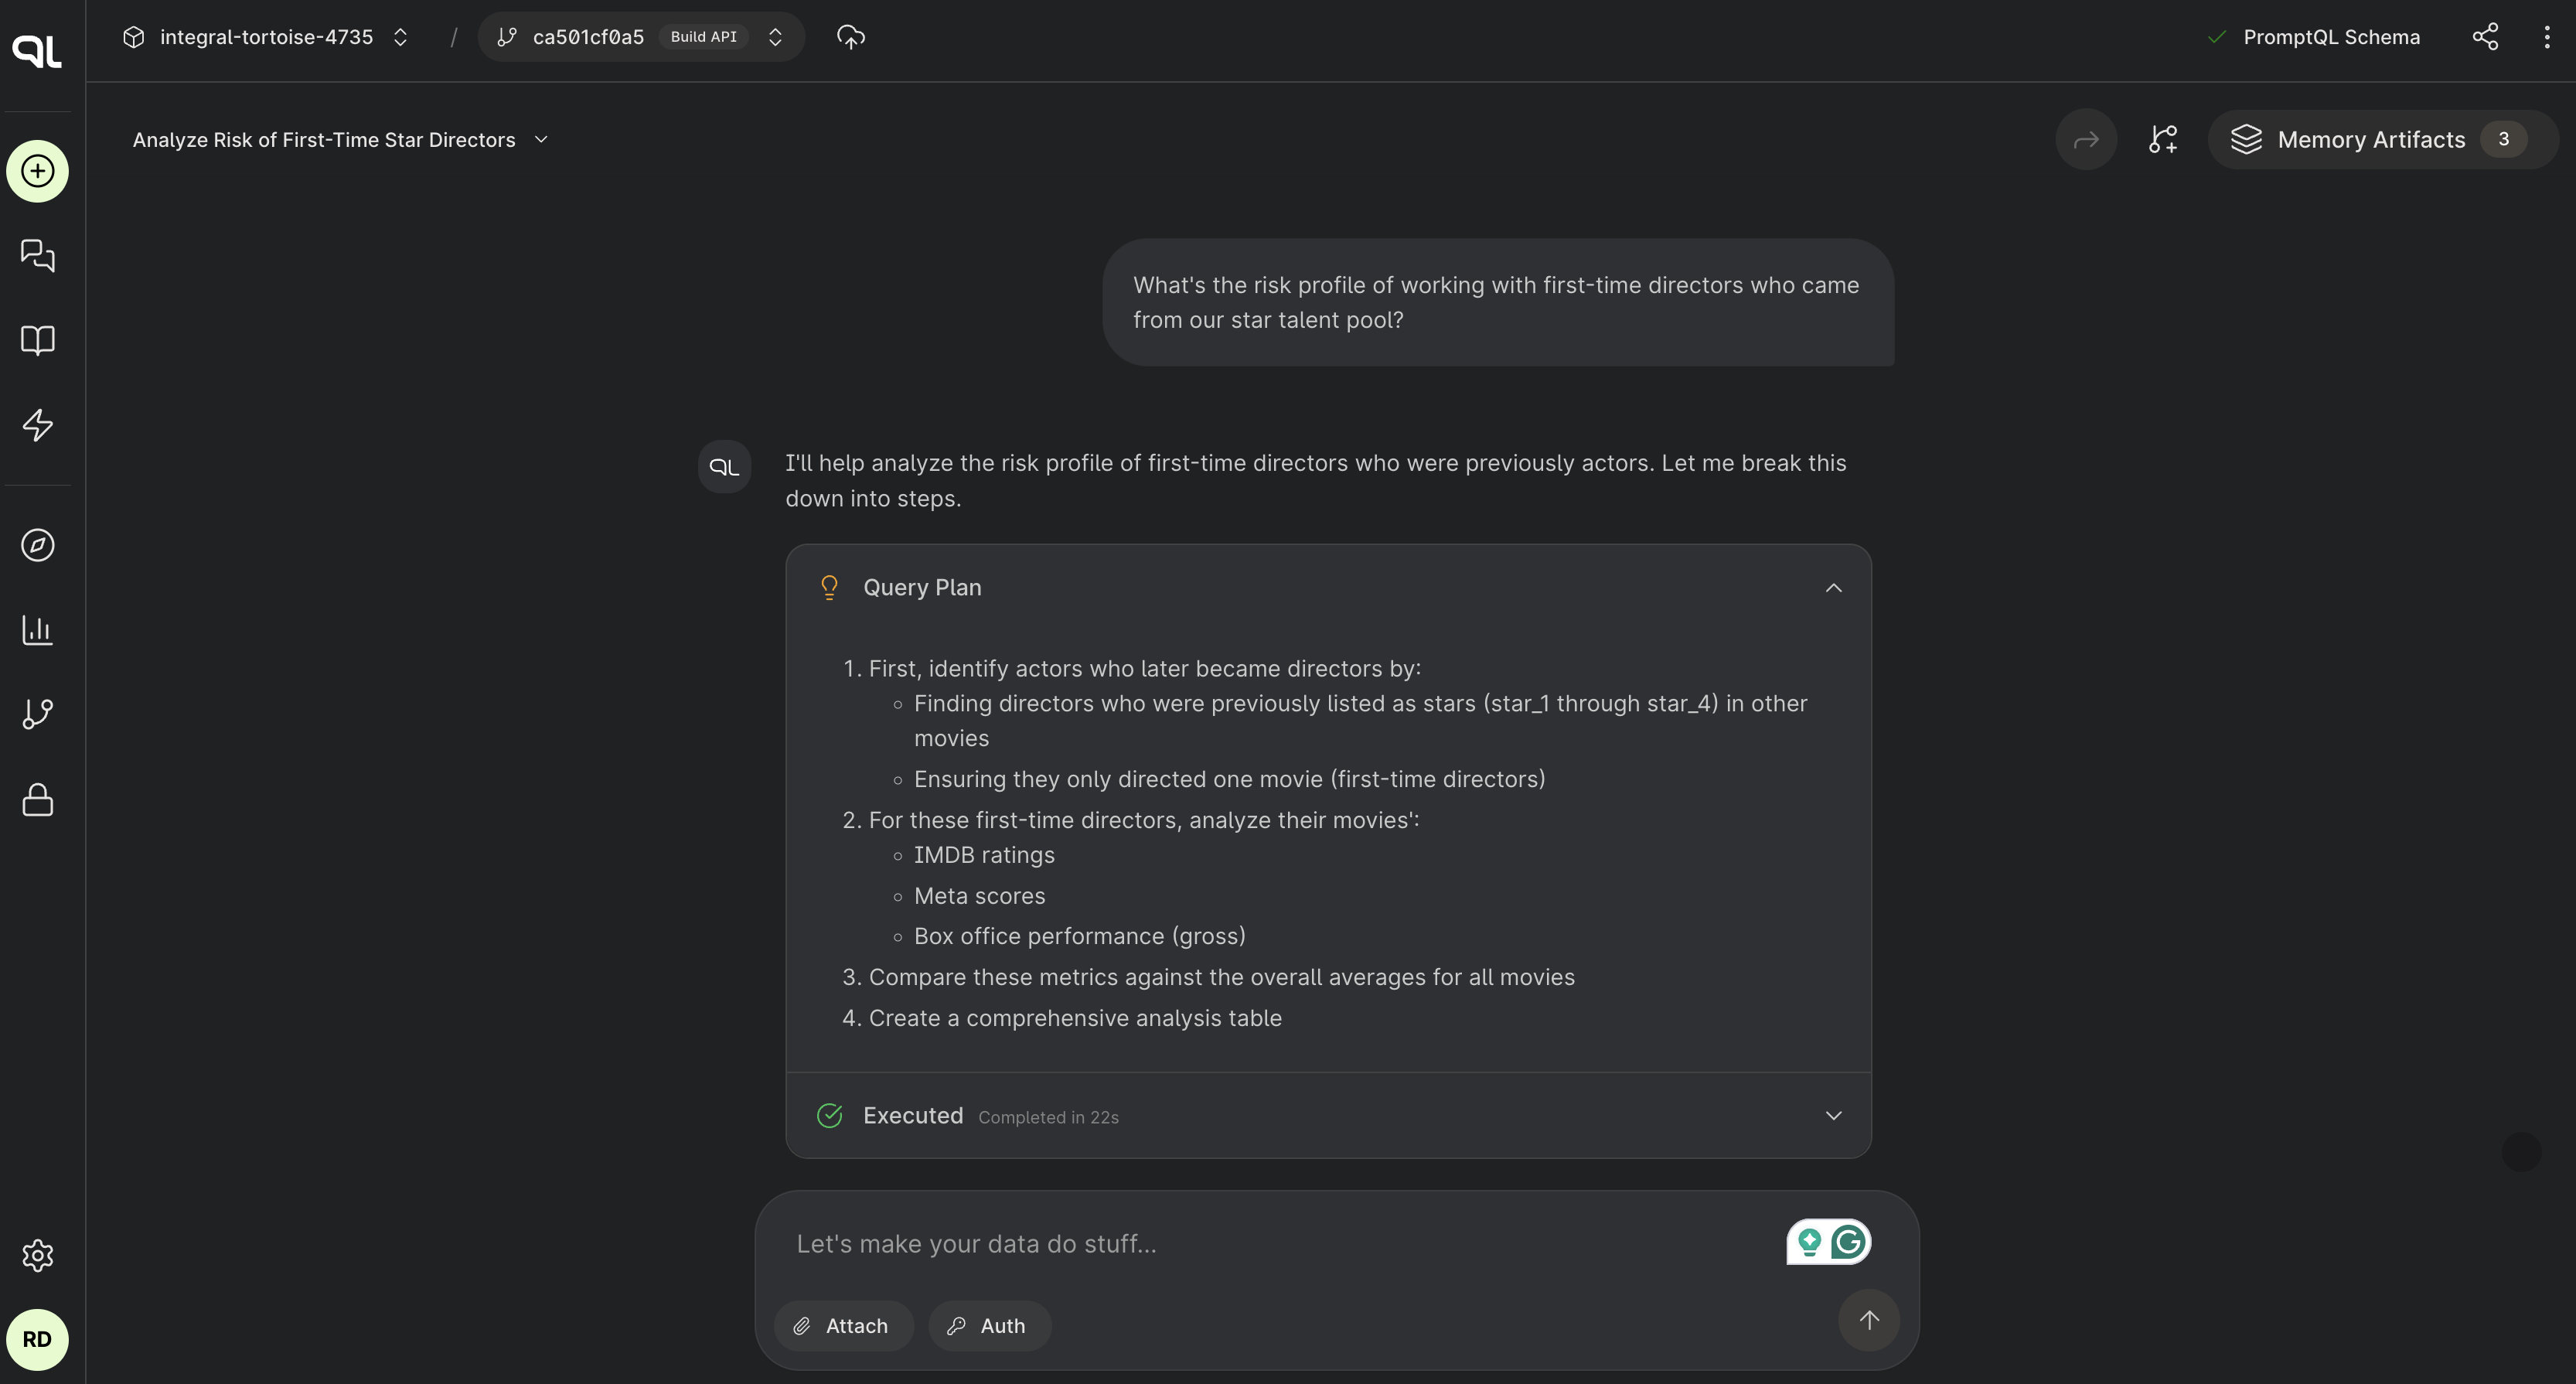 QL
integral-tortoise-4735
/
ca501cf0a5
Build API
PromptQL Schema
Analyze Risk of First-Time Star Directors
Memory Artifacts
3
What's the risk profile of working with first-time directors who came
from our star talent pool?
QL
I'll help analyze the risk profile of first-time directors who were previously actors. Let me break this
down into steps.
Query Plan
1. First, identify actors who later became directors by:
Finding directors who were previously listed as stars (star_1 through star_4) in other
movies
Ensuring they only directed one movie (first-time directors)
2. For these first-time directors, analyze their movies':
IMDB ratings
Meta scores
Box office performance (gross)
3. Compare these metrics against the overall averages for all movies
4. Create a comprehensive analysis table
Executed Completed in 22s
Let's make your data do stuff...
G
Attach
Auth
RD